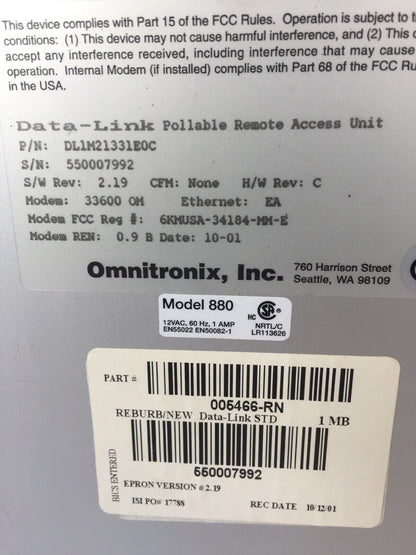 This device complies with Part 15 of the FCC Rules. Operation is subject to
conditions: (1) This device may not cause harmful interference, and (2) This
accept any interference received, including interference that may cause
operation. Internal Modem (if installed) complies with Part 68 of the FCC
in the USA.
Data-Link Pollable Remote Access Unit
P/N: DL1M21331EOC
S/N: 550007992
S/W Rev: 2.19 CFM: None H/W Rev: C
Modem: 33600 OM Ethernet: EA
Modem FCC Reg #: 6KMUSA-34184-MM-E
Modem REN: 0.9 B Date: 10-01
Omnitronix, Inc. 760 Harrison Street
Seattle, WA 98109
Model 880
12VAC, 60 Hz, 1 AMP
EN55022 EN50082-1
HC SA
NRTL/C
LR113626
PART #
005466-RN
REBURB/NEW Data-Link STD 1 MB
550007992
BICS ENTERED
EPRON VERSION # 2.19
ISI PO# 17788 REC DATE 10/12/01